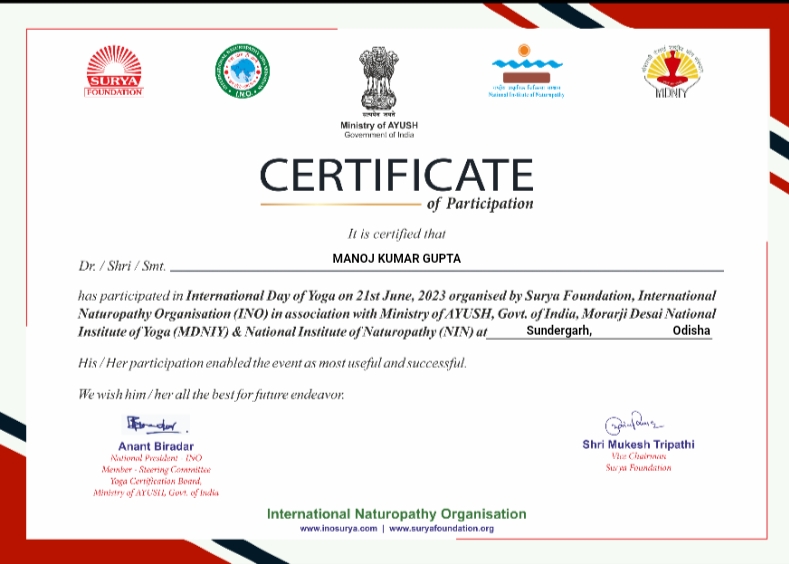 SURYA
FOUNDATION
I.N.O
सत्यमेव जयते
Ministry of AYUSH
Government of India
National Institute of Naturopathy
MDNIY
CERTIFICATE
of Participation
It is certified that
Dr. / Shri / Smt. MANOJ KUMAR GUPTA
has participated in International Day of Yoga on 21st June, 2023 organised by Surya Foundation, International
Naturopathy Organisation (INO) in association with Ministry of AYUSH, Govt. of India, Morarji Desai National
Institute of Yoga (MDNIY) & National Institute of Naturopathy (NIN) at Sundergarh, Odisha
His / Her participation enabled the event as most useful and successful.
We wish him / her all the best for future endeavor.
Anant Biradar
National President - INO
Member - Steering Committee
Yoga Certification Board,
Ministry of AYUSH, Govt. of India
Shri Mukesh Tripathi
Vice Chairman
Surya Foundation
International Naturopathy Organisation
www.inosurya.com | www.suryafoundation.org